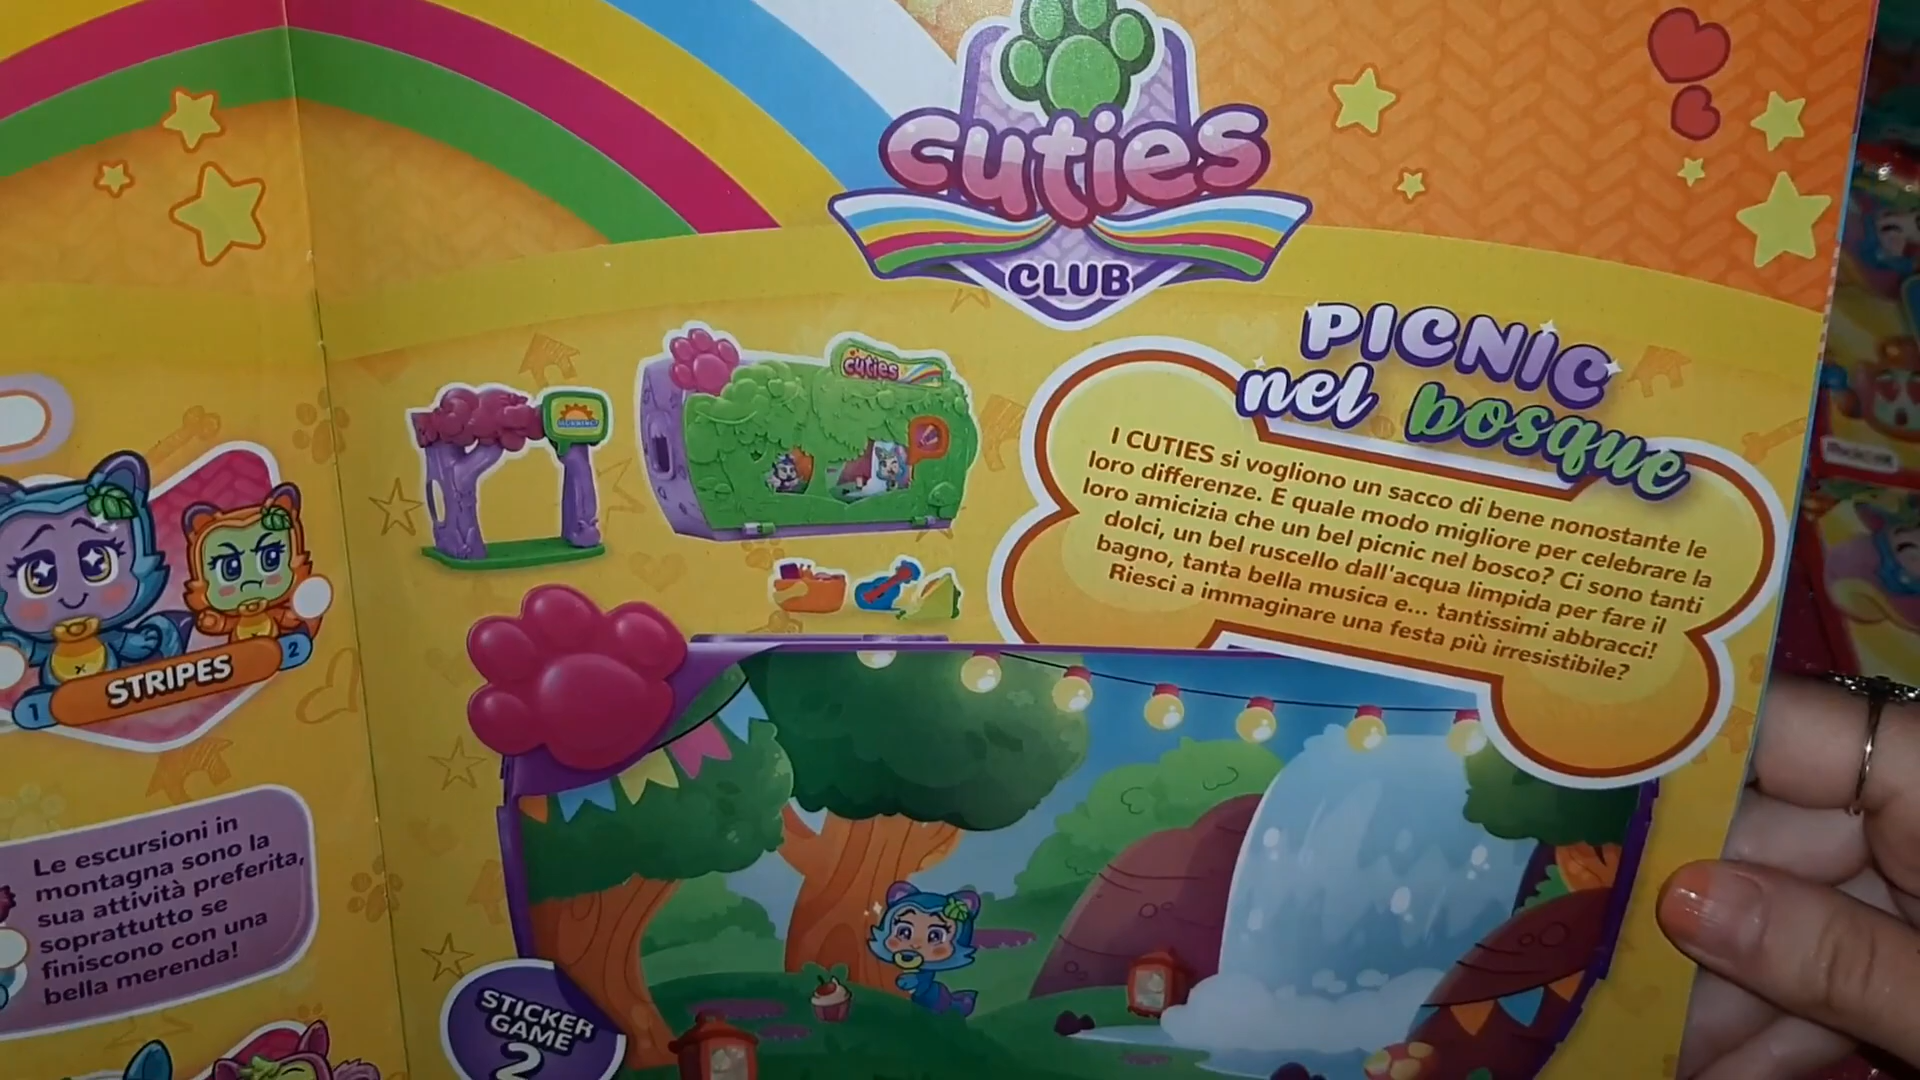 cuties
CLUB
PICNIC
nel bosque
I CUTIES si vogliono un sacco di bene nonostante le
loro differenze. E quale modo migliore per celebrare la
loro amicizia che un bel picnic nel bosco? Ci sono tanti
dolci, un bel ruscello dall'acqua limpida per fare il
bagno, tanta bella musica e... tantissimi abbracci!
Riesci a immaginare una festa più irresistibile?
cuties
STRIPES
1
2
Le escursioni in
montagna sono la
sua attività preferita,
soprattutto se
finiscono con una
bella merenda!
STICKER
GAME
2